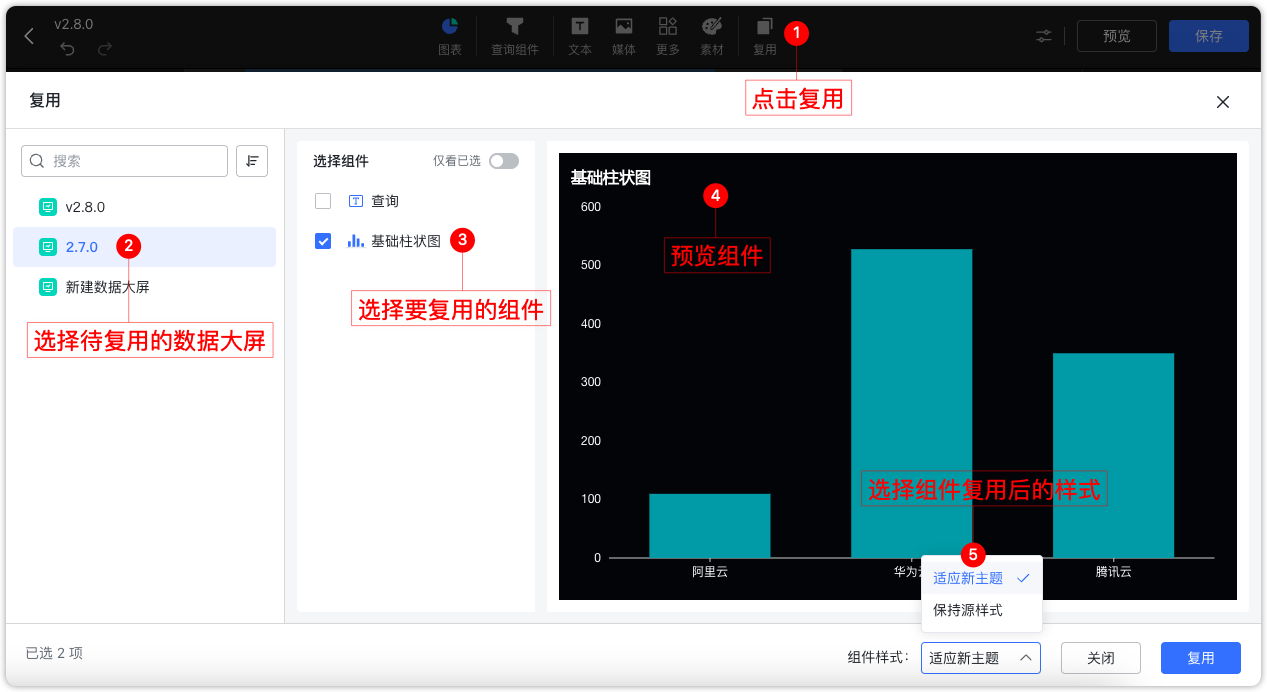 v2.8.0
图表
查询组件
文本
媒体
更多
素材
复用
1
预览
保存
点击复用
复用
搜索
v2.8.0
2.7.0
2
新建数据大屏
选择待复用的数据大屏
选择组件
仅看已选
查询
基础柱状图
3
选择要复用的组件
基础柱状图
4
预览组件
600
500
400
300
200
100
0
阿里云
华为
腾讯云
选择组件复用后的样式
5
适应新主题
保持源样式
已选 2 项
组件样式:
适应新主题
关闭
复用